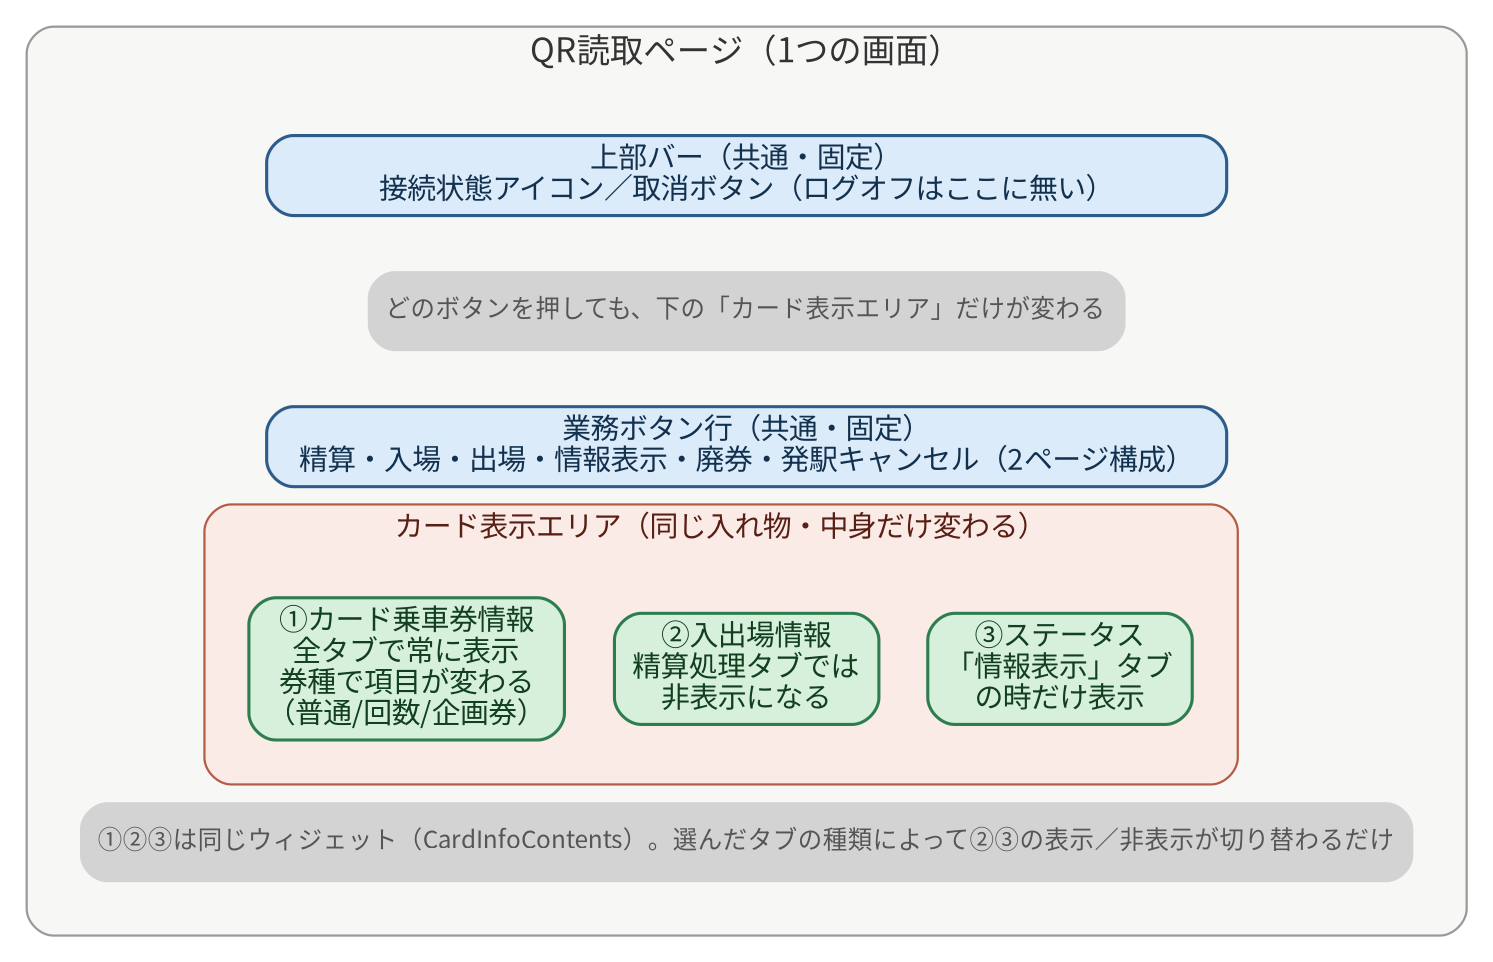 QR読取ページ（1つの画面）
上部バー（共通・固定）
接続状態アイコン／取消ボタン（ログオフはここに無い）
どのボタンを押しても、下の「カード表示エリア」だけが変わる
業務ボタン行（共通・固定）
精算・入場・出場・情報表示・廃券・発駅キャンセル（2ページ構成）
カード表示エリア（同じ入れ物・中身だけ変わる）
①カード乗車券情報
全タブで常に表示
券種で項目が変わる
（普通/回数/企画券）
②入出場情報
精算処理タブでは
非表示になる
③ステータス
「情報表示」タブ
の時だけ表示
①②③は同じウィジェット（CardInfoContents）。選んだタブの種類によって②③の表示／非表示が切り替わるだけ